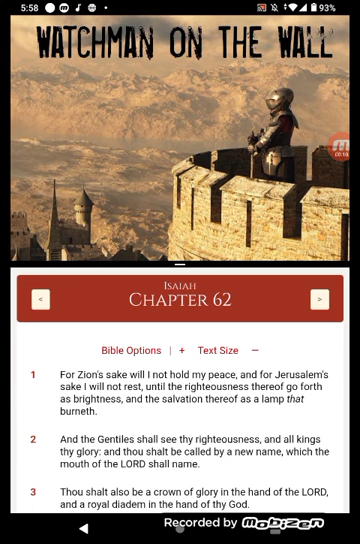 5:58
93%
WATCHMAN ON THE WALL
00:10
ISAIAH
CHAPTER 62
<
>
Bible Options | + Text Size —
1 For Zion's sake will I not hold my peace, and for Jerusalem's
sake I will not rest, until the righteousness thereof go forth
as brightness, and the salvation thereof as a lamp that
burneth.
2 And the Gentiles shall see thy righteousness, and all kings
thy glory: and thou shalt be called by a new name, which the
mouth of the LORD shall name.
3 Thou shalt also be a crown of glory in the hand of the LORD,
and a royal diadem in the hand of thy God.
Recorded by mobizen